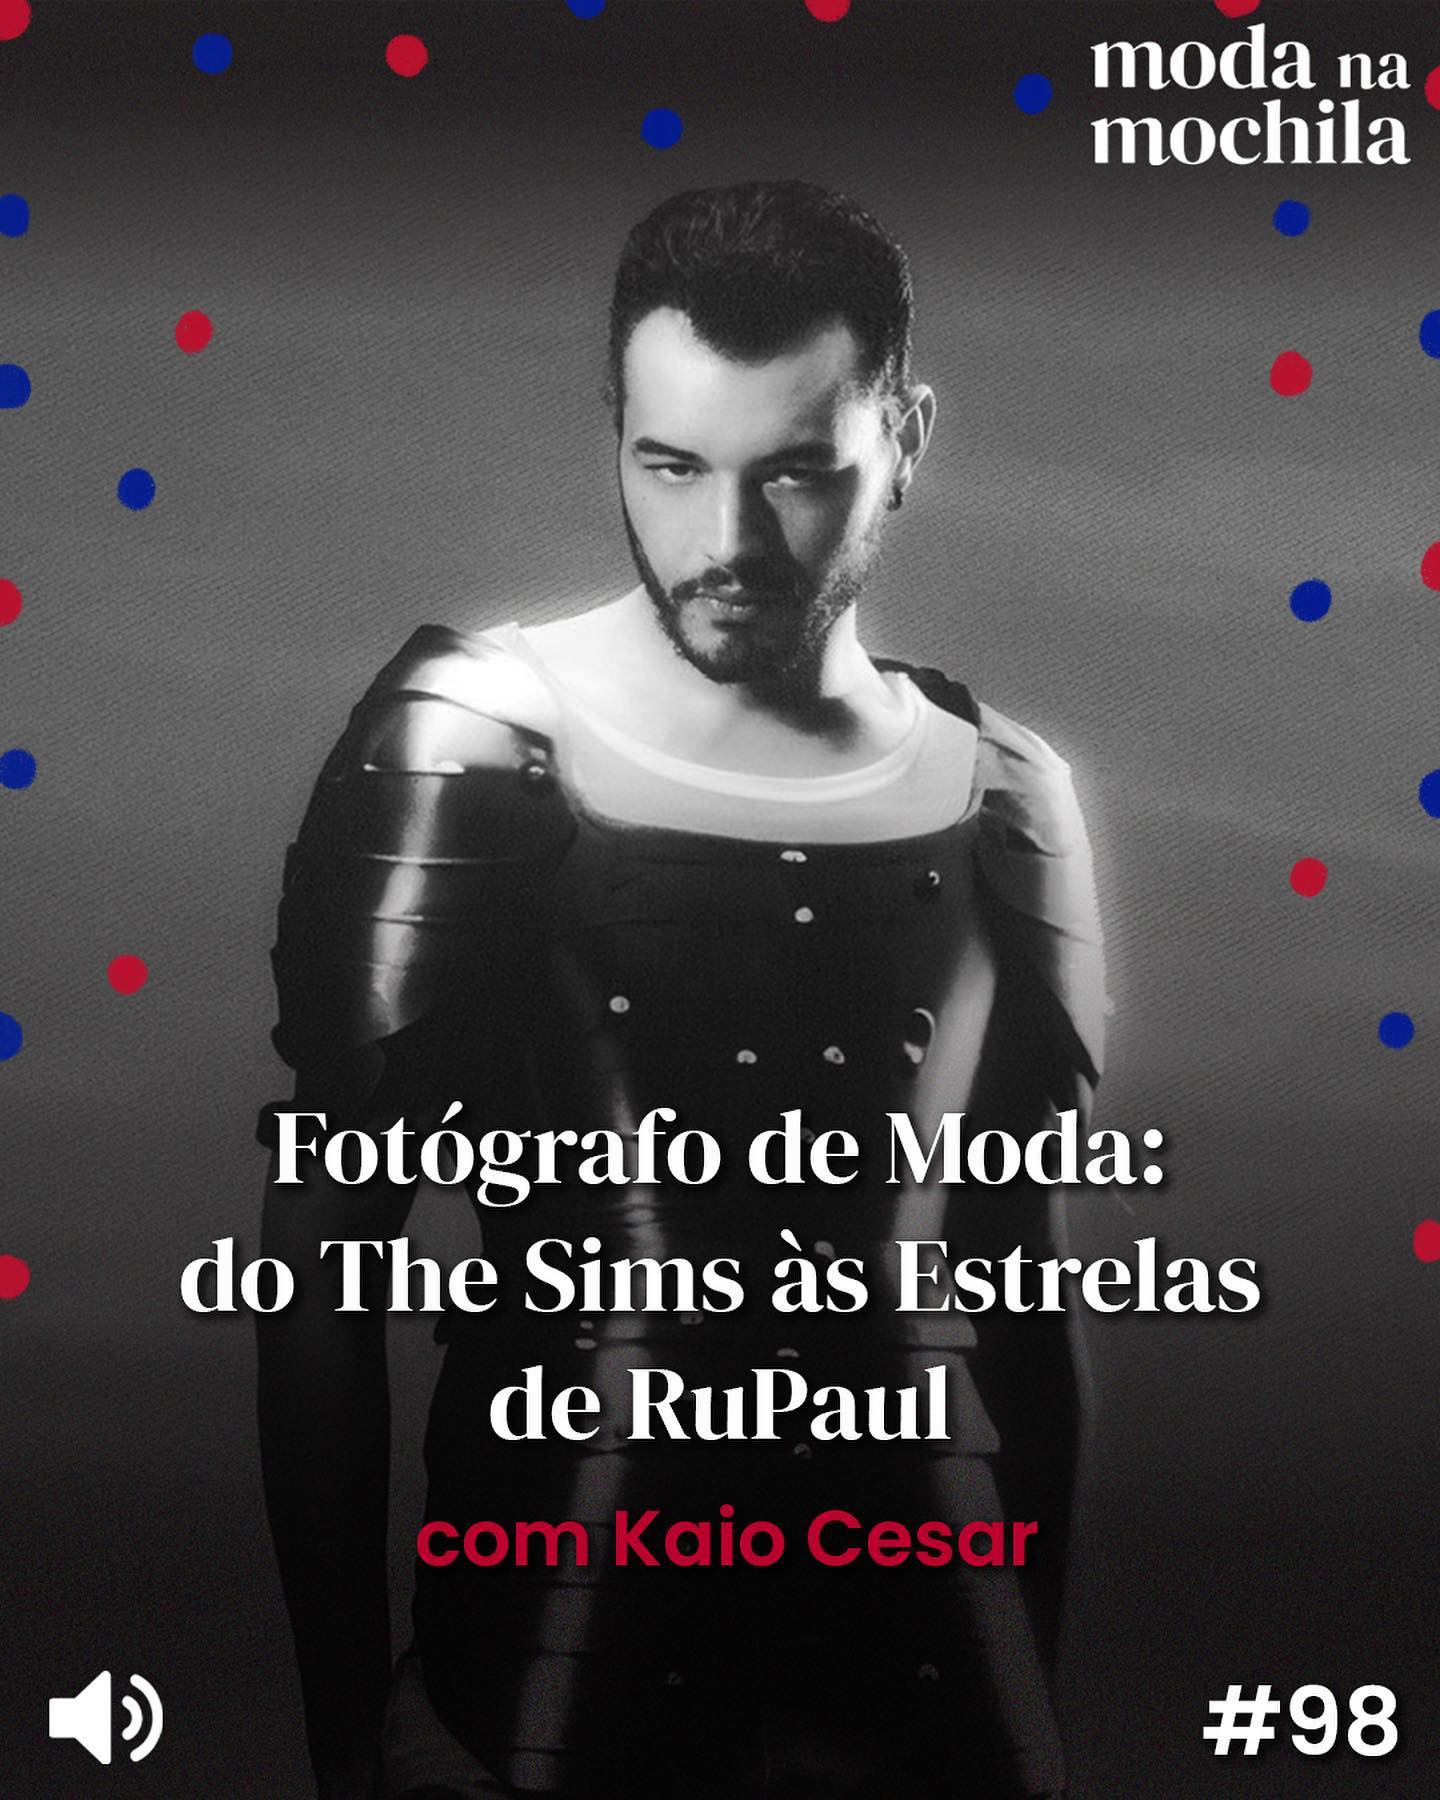 moda na
mochila
Fotógrafo de Moda:
do The Sims às Estrelas
de RuPaul
com Kaio Cesar
#98